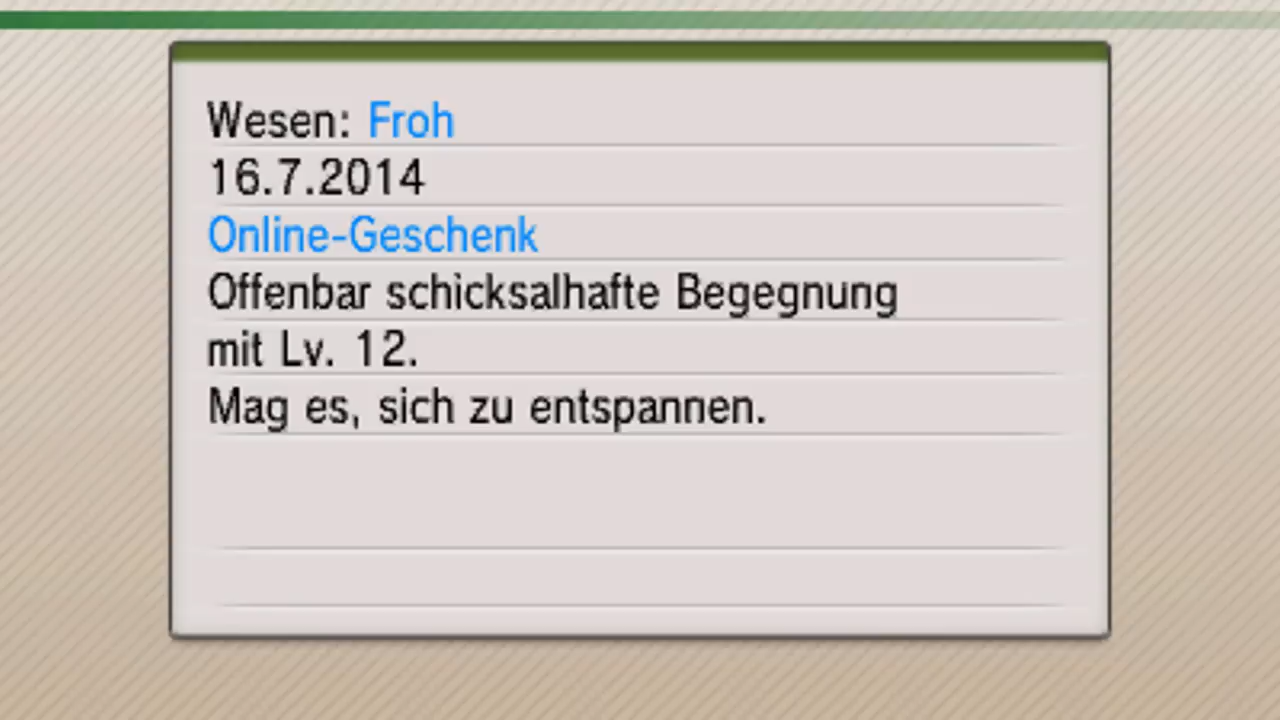 Wesen: Froh
16.7.2014
Online-Geschenk
Offenbar schicksalhafte Begegnung
mit Lv. 12.
Mag es, sich zu entspannen.